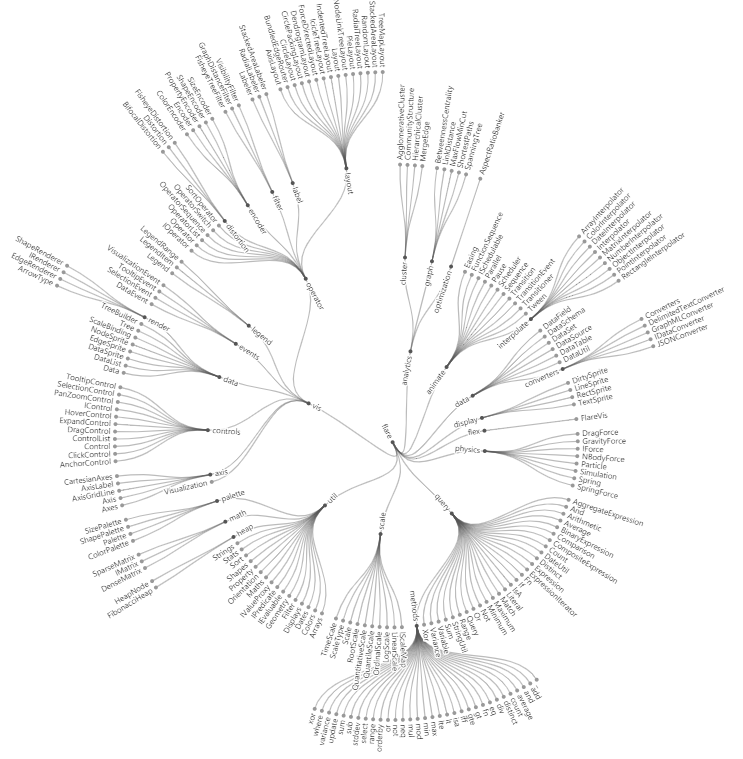 flare
analytics
cluster
AgglomerativeCluster
CommunityStructure
HierarchicalCluster
MergeEdge
graph
BetweennessCentrality
LinkDistance
MaxFlowMinCut
ShortestPaths
SpanningTree
optimization
AspectRatioBanker
animate
Easing
FunctionSequence
ISchedulable
Parallel
Pause
Scheduler
Sequence
Transition
TransitionEvent
Transitioner
Tween
interpolate
ArrayInterpolator
ColorInterpolator
DateInterpolator
Interpolator
MatrixInterpolator
NumberInterpolator
ObjectInterpolator
PointInterpolator
RectangleInterpolator
data
DataField
DataSchema
DataSet
DataSource
DataTable
DataUtil
converters
Converters
DelimitedTextConverter
GraphMLConverter
IDataConverter
JSONConverter
display
DirtySprite
LineSprite
RectSprite
TextSprite
flex
FlareVis
physics
DragForce
GravityForce
IForce
NBodyForce
Particle
Simulation
Spring
SpringForce
query
AggregateExpression
And
Arithmetic
Average
BinaryExpression
Comparison
CompositeExpression
Count
DateUtil
Distinct
Expression
ExpressionIterator
Fn
If
IsA
Literal
Match
Maximum
Minimum
Not
Or
Query
Range
StringUtil
Sum
Variable
Variance
Xor
methods
_add
and
average
count
distinct
div
eq
fn
gt
gte
iff
isa
lt
lte
max
min
mod
mul
neq
not
or
orderby
range
select
stddev
sub
sum
update
variance
where
xor
scale
IScaleMap
LinearScale
LogScale
OrdinalScale
QuantileScale
QuantitativeScale
RootScale
Scale
ScaleType
TimeScale
util
Arrays
Colors
Dates
Displays
Filter
Geometry
IEvaluable
IPredicate
IValueProxy
Maths
Orientation
Property
Shapes
Sort
Stats
Strings
heap
FibonacciHeap
HeapNode
math
DenseMatrix
IMatrix
SparseMatrix
palette
ColorPalette
Palette
ShapePalette
SizePalette
vis
Visualization
axis
Axes
Axis
AxisGridLine
AxisLabel
CartesianAxes
controls
AnchorControl
ClickControl
Control
ControlList
DragControl
ExpandControl
HoverControl
IControl
PanZoomControl
SelectionControl
TooltipControl
data
Data
DataList
DataSprite
EdgeSprite
NodeSprite
ScaleBinding
Tree
TreeBuilder
render
ArrowType
EdgeRenderer
IRenderer
ShapeRenderer
events
DataEvent
SelectionEvent
TooltipEvent
VisualizationEvent
legend
Legend
LegendItem
LegendRange
operator
IOperator
Operator
OperatorList
OperatorSequence
OperatorSwitch
SortOperator
distortion
BifocalDistortion
Distortion
FisheyeDistortion
encoder
ColorEncoder
Encoder
PropertyEncoder
ShapeEncoder
SizeEncoder
filter
FisheyeTreeFilter
GraphDistanceFilter
VisibilityFilter
label
Labeler
RadialLabeler
StackedAreaLabeler
layout
AxisLayout
BundledEdgeRouter
CircleLayout
CirclePackingLayout
DendrogramLayout
ForceDirectedLayout
IcicleTreeLayout
IndentedTreeLayout
Layout
NodeLinkTreeLayout
PieLayout
RadialTreeLayout
RandomLayout
StackedAreaLayout
TreeMapLayout